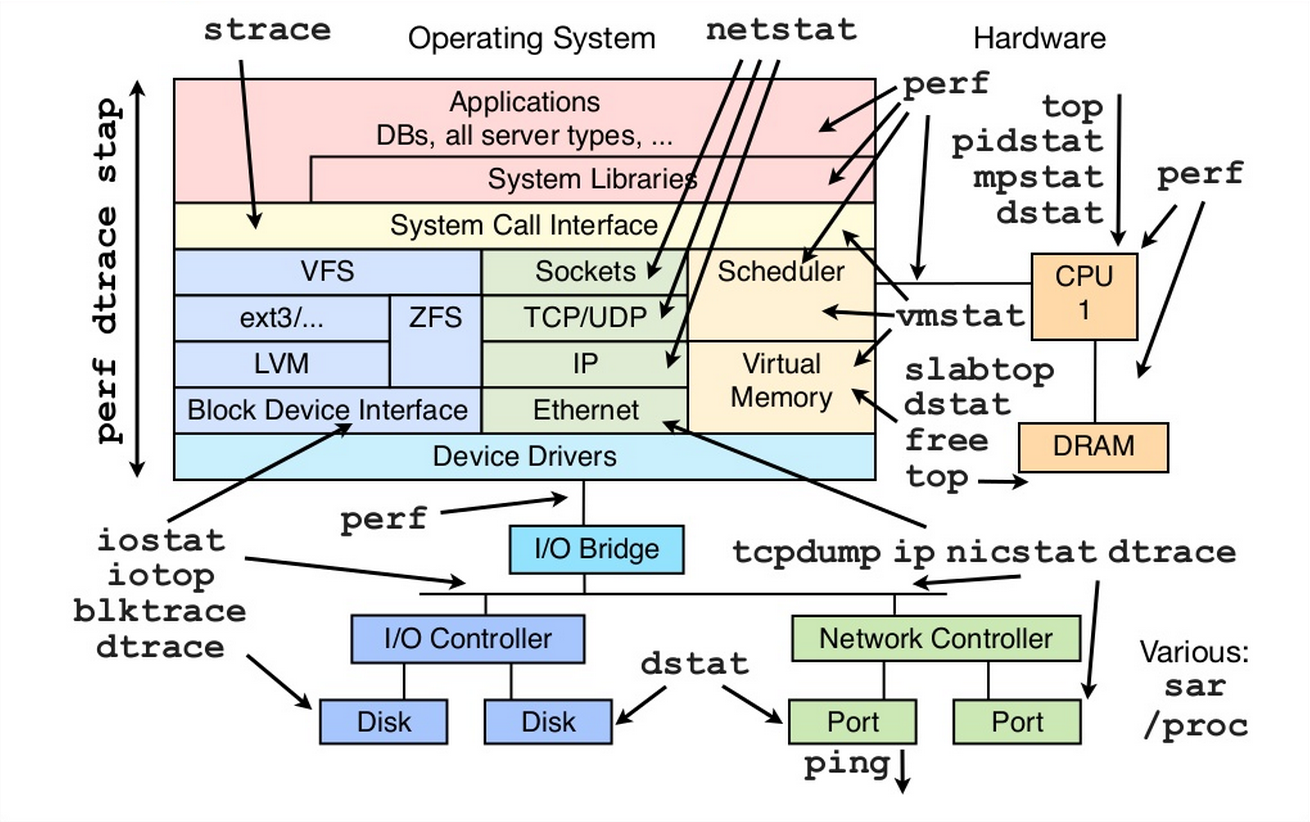 strace
Operating System
netstat
Hardware
perf dtrace stap
Applications
DBs, all server types, ...
System Libraries
System Call Interface
VFS
Sockets
Scheduler
ext3/...
ZFS
TCP/UDP
LVM
IP
Virtual
Memory
Block Device Interface
Ethernet
Device Drivers
perf
top
pidstat
mpstat
dstat
perf
CPU
1
vmstat
slabtop
dstat
free
top
DRAM
perf
I/O Bridge
iostat
iotop
blktrace
dtrace
tcpdump ip nicstat dtrace
I/O Controller
Network Controller
Disk
Disk
dstat
Port
Port
ping
Various:
sar
/proc